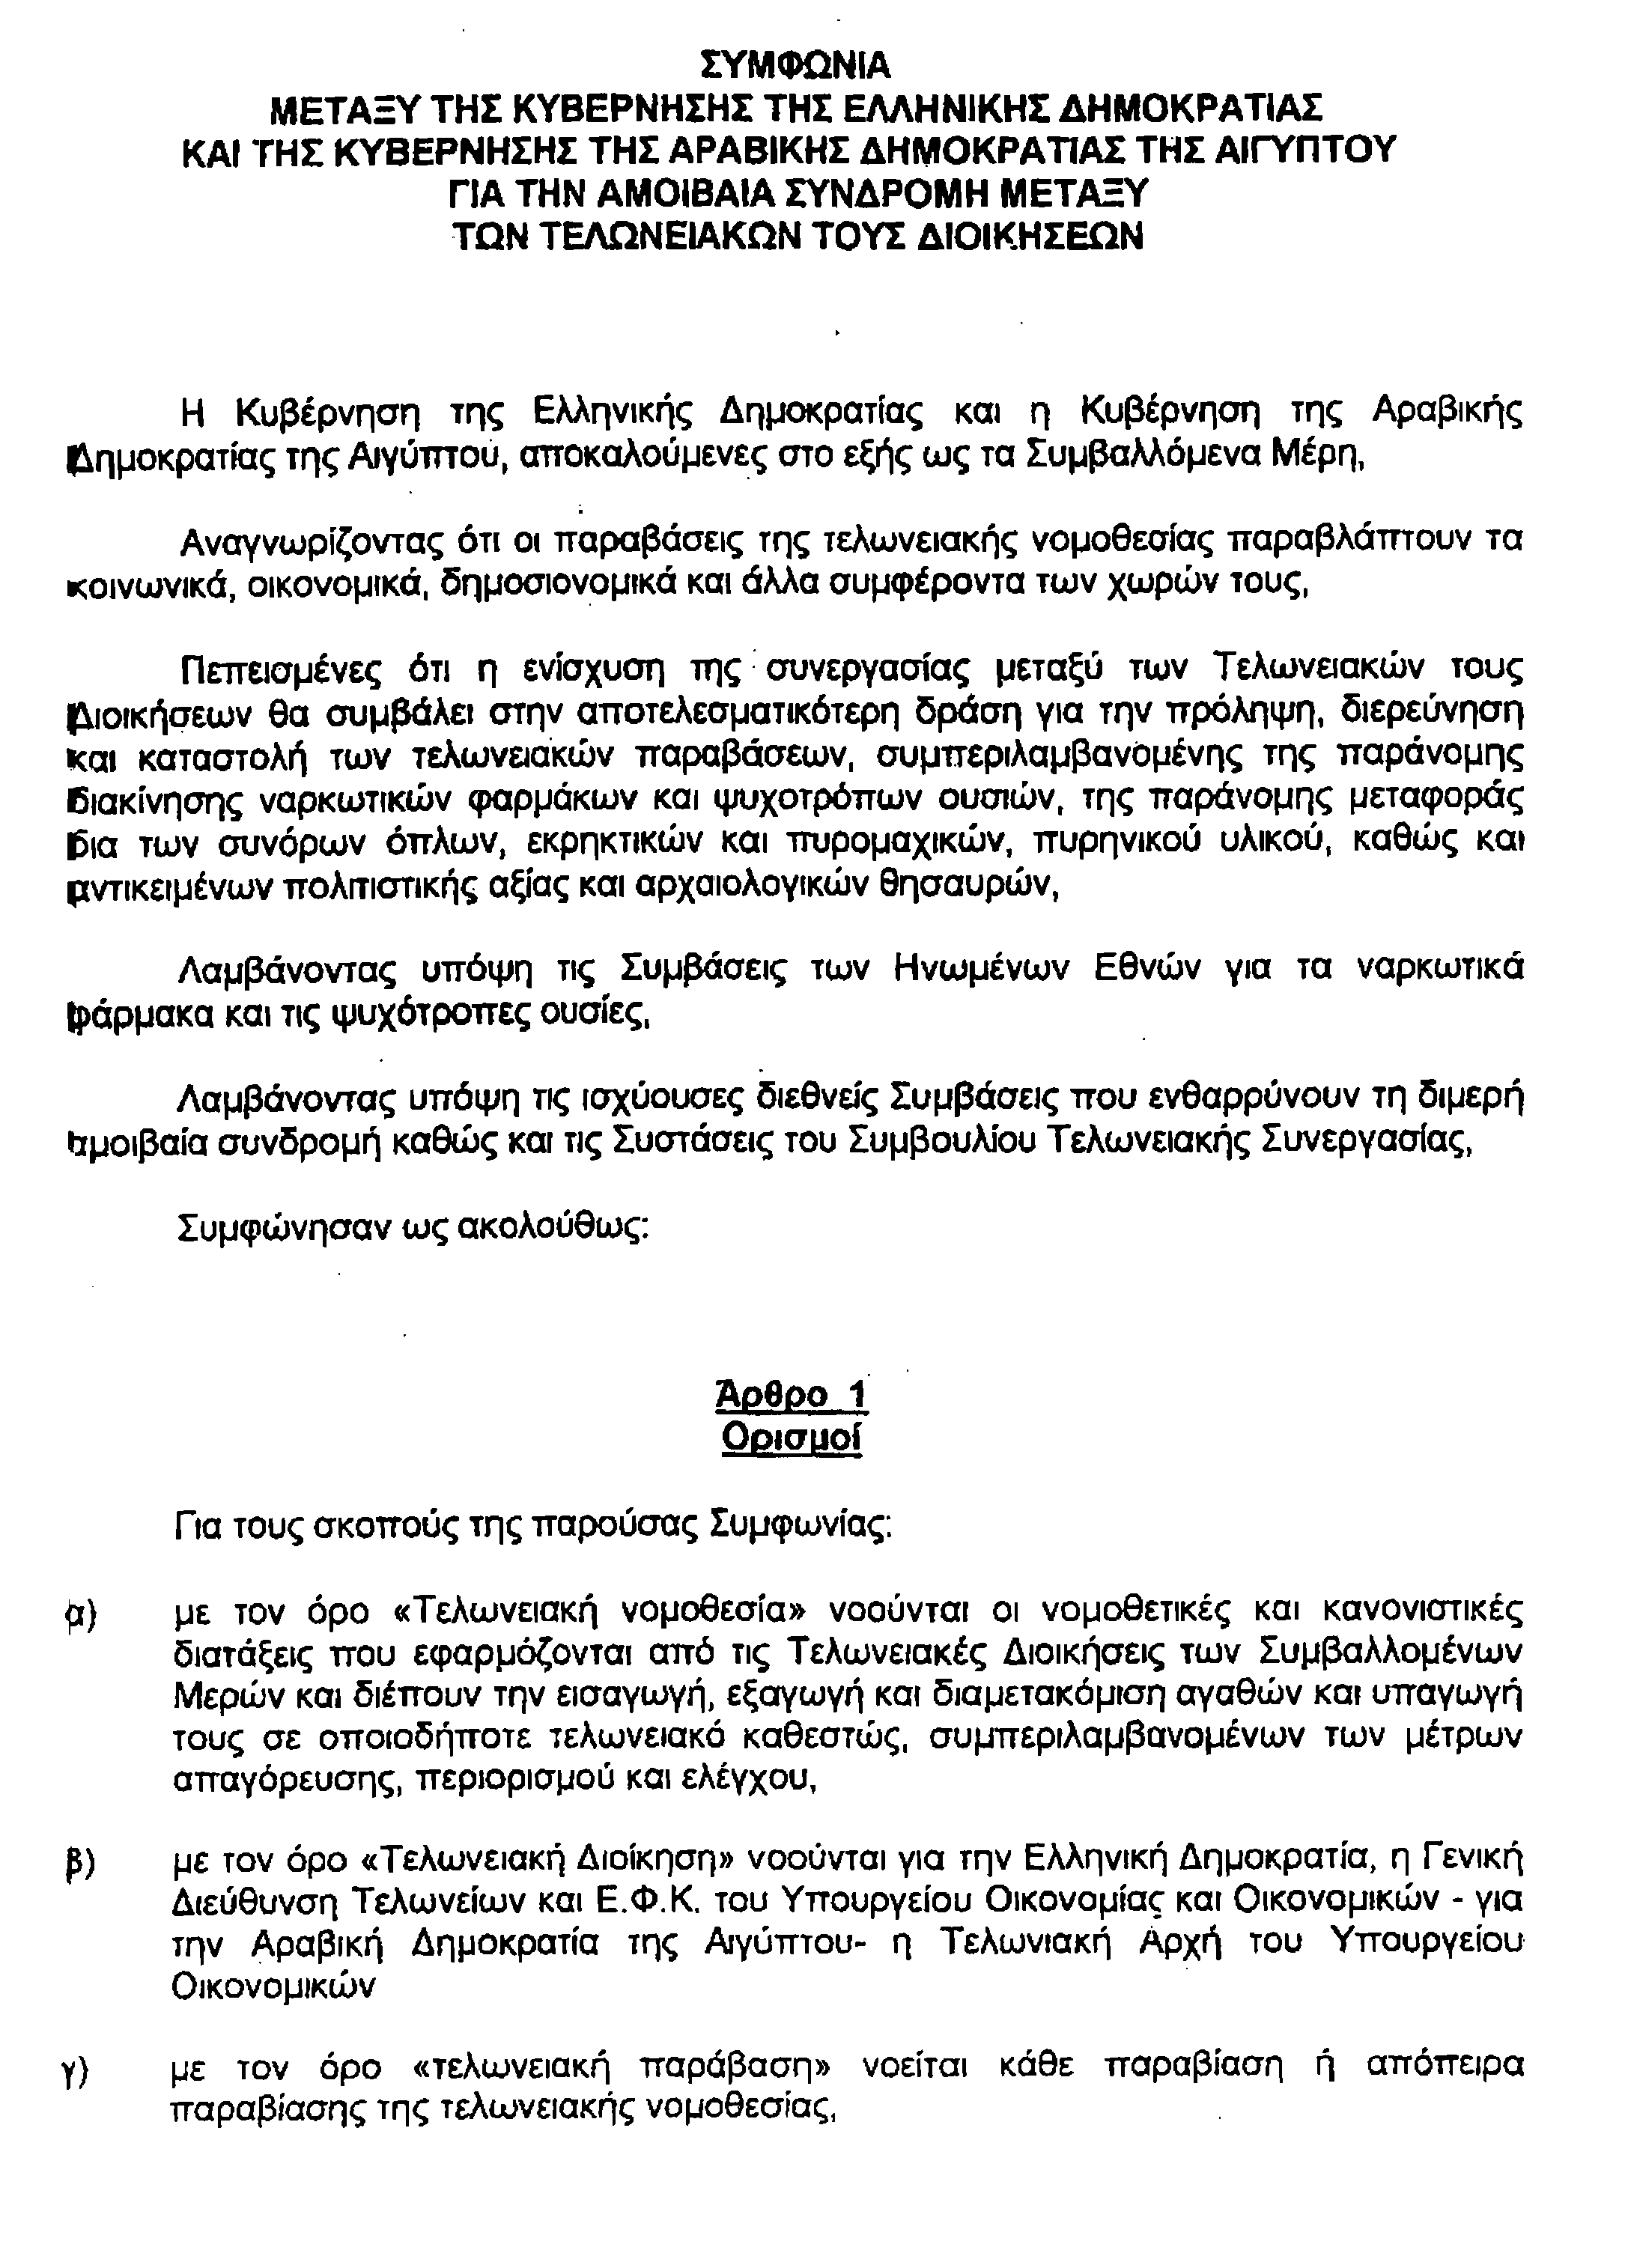 ΣΥΜΦΩΝΙΑ
ΜΕΤΑΞΥ ΤΗΣ ΚΥΒΕΡΝΗΣΗΣ ΤΗΣ ΕΛΛΗΝΙΚΗΣ ΔΗΜΟΚΡΑΤΙΑΣ
ΚΑΙ ΤΗΣ ΚΥΒΕΡΝΗΣΗΣ ΤΗΣ ΑΡΑΒΙΚΗΣ ΔΗΜΟΚΡΑΤΙΑΣ ΤΗΣ ΑΙΓΥΠΤΟΥ
ΓΙΑ ΤΗΝ ΑΜΟΙΒΑΙΑ ΣΥΝΔΡΟΜΗ ΜΕΤΑΞΥ
ΤΩΝ ΤΕΛΩΝΕΙΑΚΩΝ ΤΟΥΣ ΔΙΟΙΚΗΣΕΩΝ
Η Κυβέρνηση της Ελληνικής Δημοκρατίας και η Κυβέρνηση της Αραβικής
Δημοκρατίας της Αιγύπτου, αποκαλούμενες στο εξής ως τα Συμβαλλόμενα Μέρη,
Αναγνωρίζοντας ότι οι παραβάσεις της τελωνειακής νομοθεσίας παραβλάπτουν τα
κοινωνικά, οικονομικά, δημοσιονομικά και άλλα συμφέροντα των χωρών τους,
Πεπεισμένες ότι η ενίσχυση της συνεργασίας μεταξύ των Τελωνειακών τους
Διοικήσεων θα συμβάλει στην αποτελεσματικότερη δράση για την πρόληψη, διερεύνηση
και καταστολή των τελωνειακών παραβάσεων, συμπεριλαμβανομένης της παράνομης
διακίνησης ναρκωτικών φαρμάκων και ψυχοτρόπων ουσιών, της παράνομης μεταφοράς
δια των συνόρων όπλων, εκρηκτικών και πυρομαχικών, πυρηνικού υλικού, καθώς και
αντικειμένων πολιτιστικής αξίας και αρχαιολογικών θησαυρών,
Λαμβάνοντας υπόψη τις Συμβάσεις των Ηνωμένων Εθνών για τα ναρκωτικά
φάρμακα και τις ψυχότροπες ουσίες,
Λαμβάνοντας υπόψη τις ισχύουσες διεθνείς Συμβάσεις που ενθαρρύνουν τη διμερή
αμοιβαία συνδρομή καθώς και τις Συστάσεις του Συμβουλίου Τελωνειακής Συνεργασίας,
Συμφώνησαν ως ακολούθως:
Άρθρο 1
Ορισμοί
Για τους σκοπούς της παρούσας Συμφωνίας:
α) με τον όρο «Τελωνειακή νομοθεσία» νοούνται οι νομοθετικές και κανονιστικές
διατάξεις που εφαρμόζονται από τις Τελωνειακές Διοικήσεις των Συμβαλλομένων
Μερών και διέπουν την εισαγωγή, εξαγωγή και διαμετακόμιση αγαθών και υπαγωγή
τους σε οποιοδήποτε τελωνειακό καθεστώς, συμπεριλαμβανομένων των μέτρων
απαγόρευσης, περιορισμού και ελέγχου,
β) με τον όρο «Τελωνειακή Διοίκηση» νοούνται για την Ελληνική Δημοκρατία, η Γενική
Διεύθυνση Τελωνείων και Ε.Φ.Κ. του Υπουργείου Οικονομίας και Οικονομικών - για
την Αραβική Δημοκρατία της Αιγύπτου- η Τελωνιακή Αρχή του Υπουργείου
Οικονομικών
γ) με τον όρο «τελωνειακή παράβαση» νοείται κάθε παραβίαση ή απόπειρα
παραβίασης της τελωνειακής νομοθεσίας,